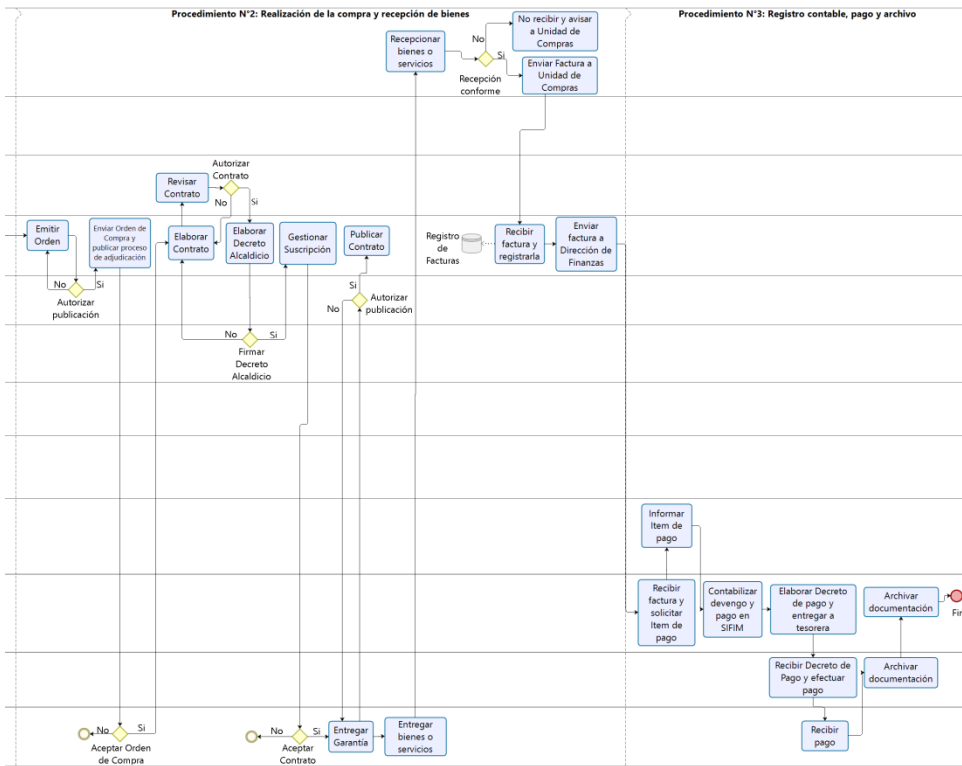 Procedimiento N°2: Realización de la compra y recepción de bienes
Procedimiento N°3: Registro contable, pago y archivo
No
No recibir y avisar
a Unidad de
Compras
Recepcionar
bienes o
servicios
Si
Recepción
conforme
Enviar Factura a
Unidad de
Compras
Autorizar
Contrato
Revisar
Contrato
No
Si
Emitir
Orden
Enviar Orden de
Compra y
publicar proceso
de adjudicación
Elaborar
Contrato
Elaborar
Decreto
Alcaldicio
Gestionar
Suscripción
Publicar
Contrato
Registro
de
Facturas
Recibir
factura y
registrarla
Enviar
factura a
Dirección de
Finanzas
No
Si
Autorizar
publicación
Si
No
Autorizar
publicación
No
Si
Firmar
Decreto
Alcaldicio
Informar
Item de
pago
Recibir
factura y
solicitar
Item de
pago
Contabilizar
devengo y
pago en
SIFIM
Elaborar Decreto
de pago y
entregar a
tesorera
Archivar
documentación
Fin
Recibir Decreto de
Pago y efectuar
pago
Archivar
documentación
No
Si
Aceptar Orden
de Compra
No
Si
Aceptar
Contrato
Entregar
Garantía
Entregar
bienes o
servicios
Recibir
pago